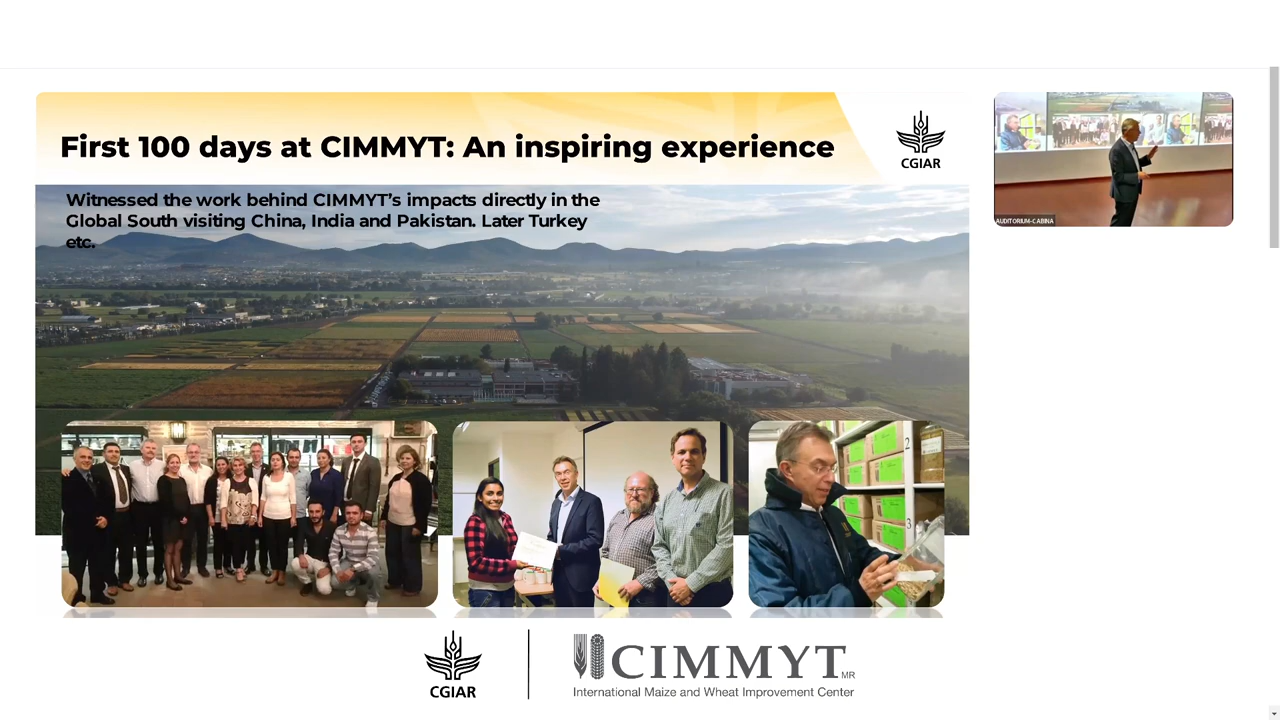 First 100 days at CIMMYT: An inspiring experience
CGIAR
Witnessed the work behind CIMMYT's impacts directly in the
Global South visiting China, India and Pakistan. Later Turkey
etc.
AUDITORIUM-CABINA
2
3
CGIAR
CIMMYT MR
International Maize and Wheat Improvement Center